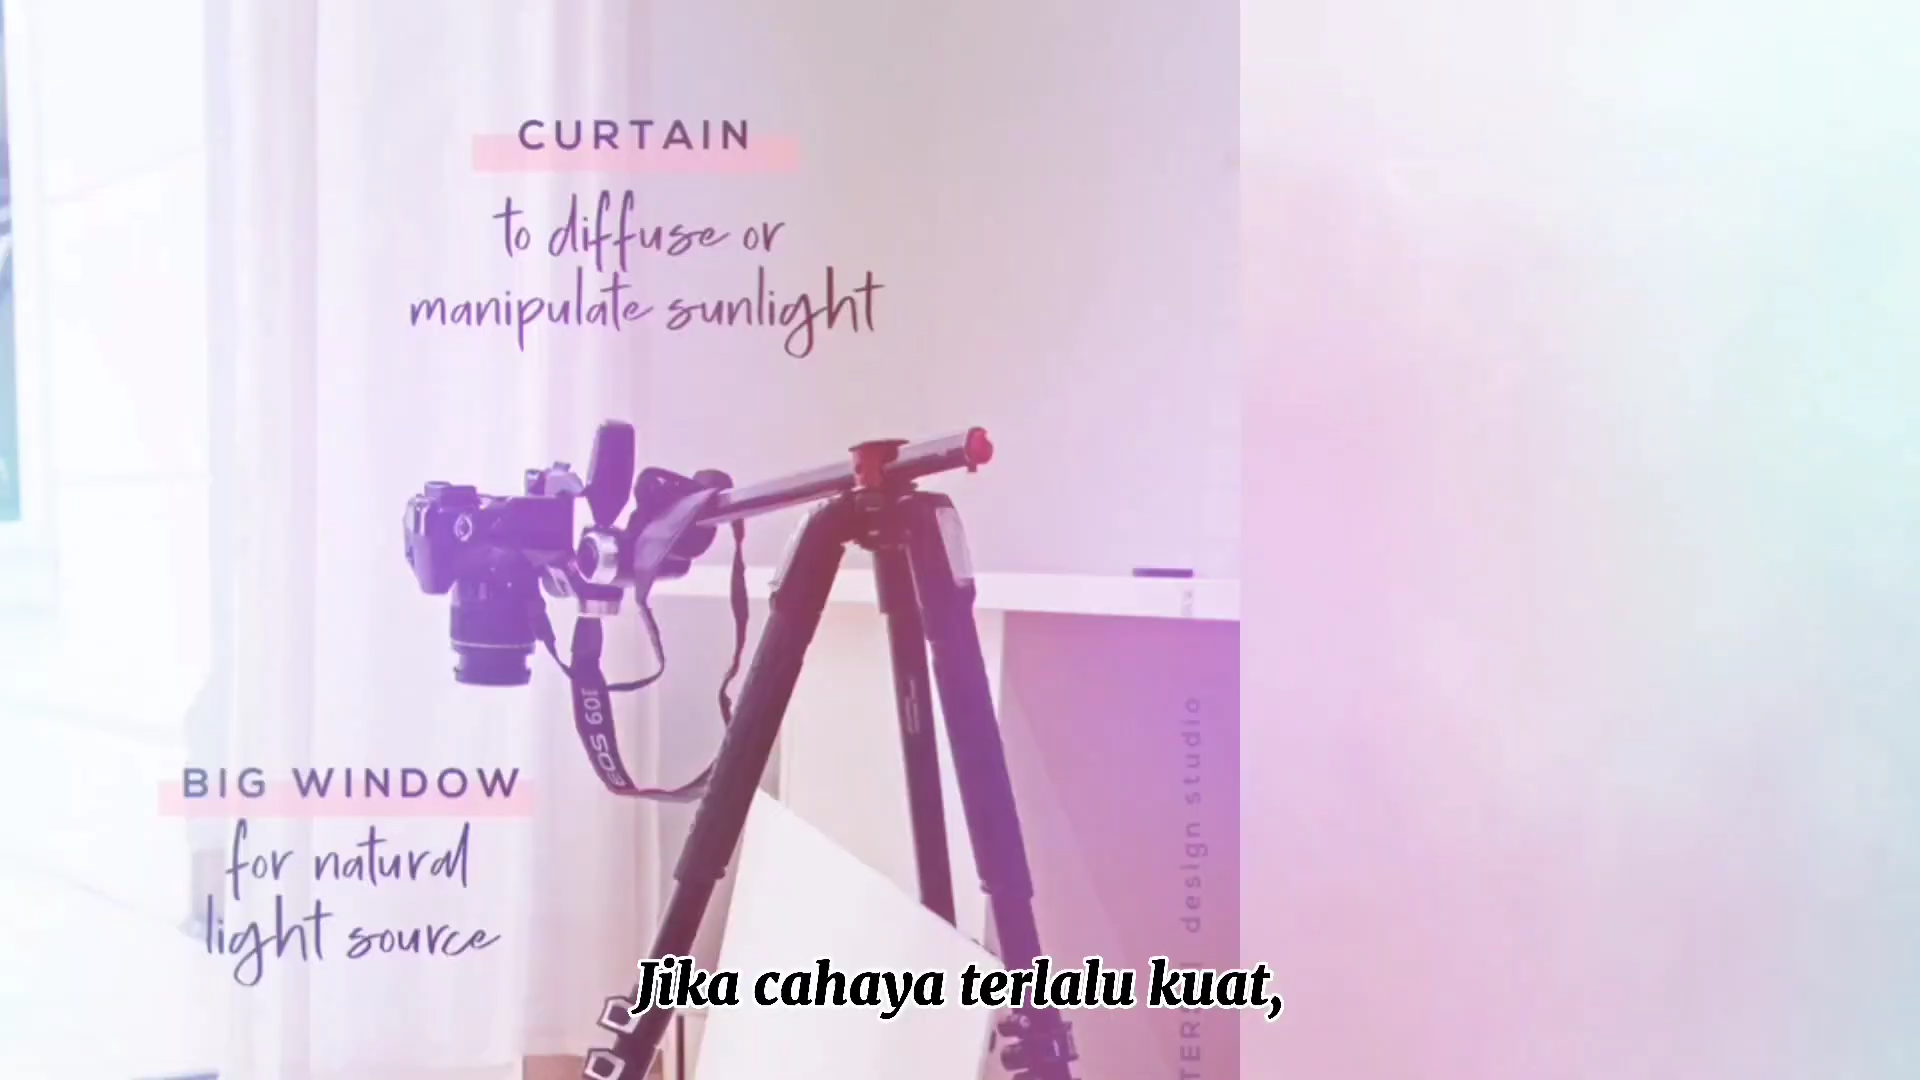 CURTAIN
to diffuse or
manipulate sunlight
EOS 60
BIG WINDOW
for natural
light source
design studio
Jika cahaya terlalu kuat,